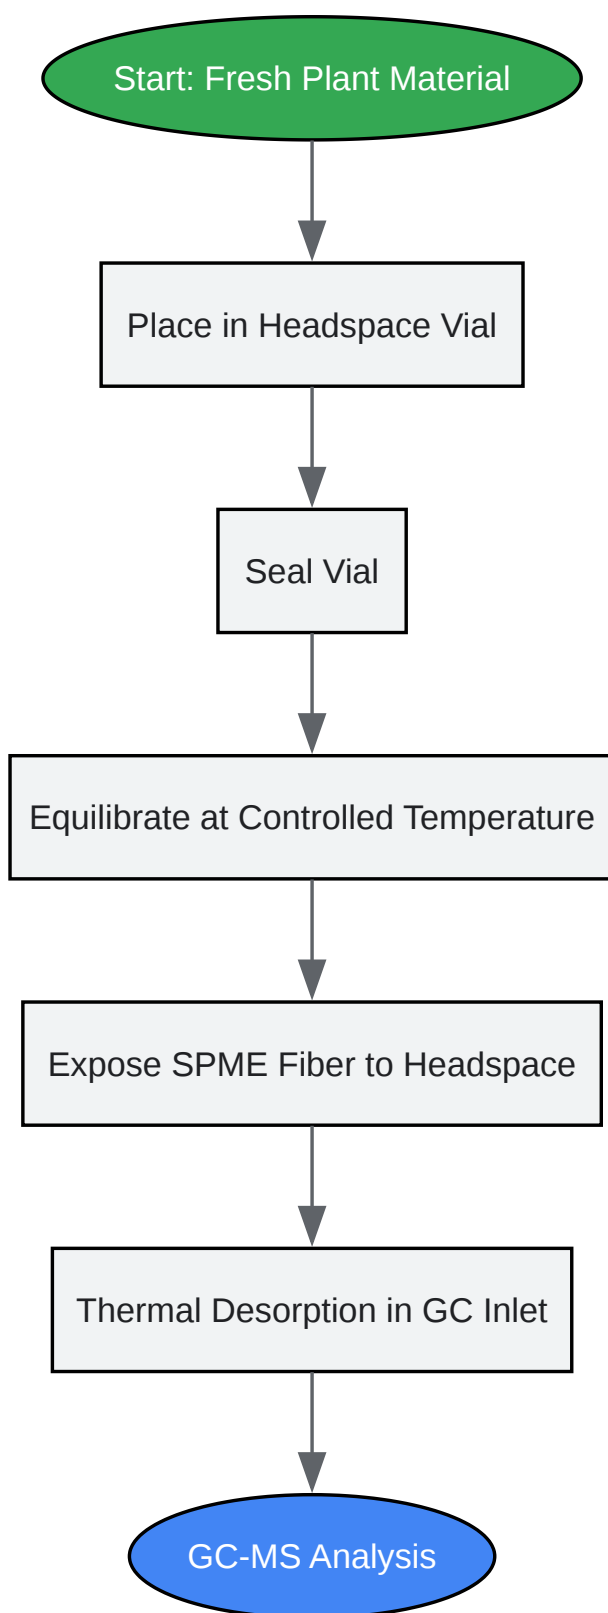 Start: Fresh Plant Material
Place in Headspace Vial
Seal Vial
Equilibrate at Controlled Temperature
Expose SPME Fiber to Headspace
Thermal Desorption in GC Inlet
GC-MS Analysis